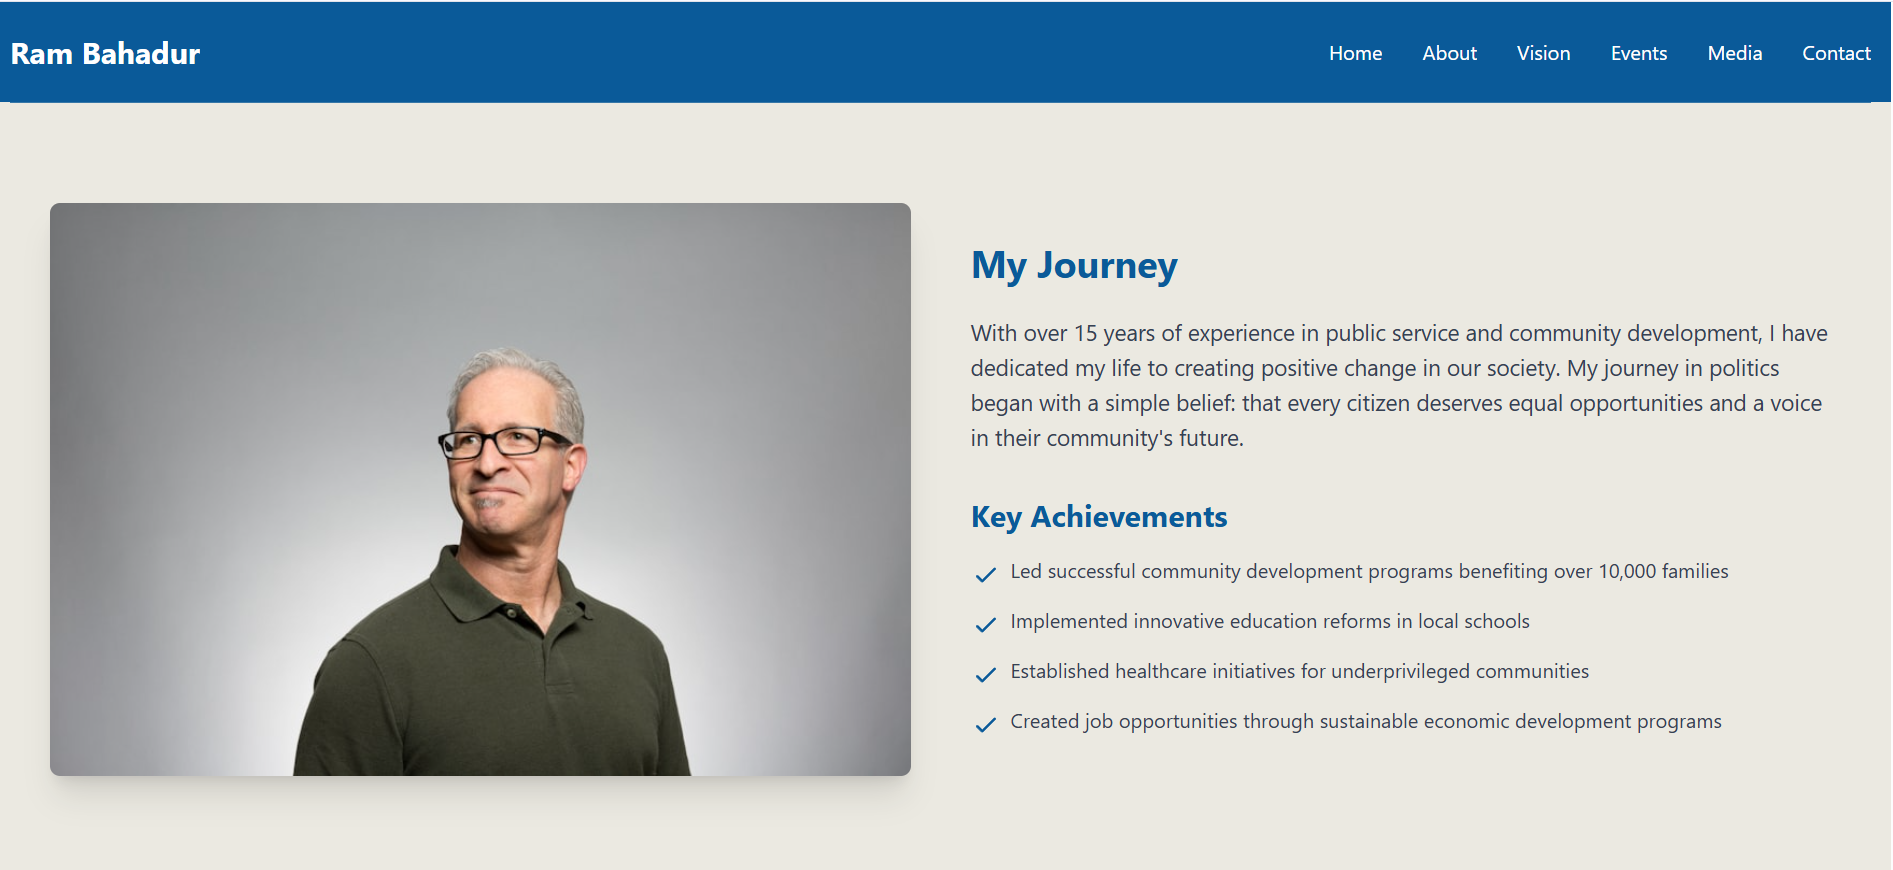 Ram Bahadur
Home About Vision Events Media Contact
My Journey
With over 15 years of experience in public service and community development, I have
dedicated my life to creating positive change in our society. My journey in politics
began with a simple belief: that every citizen deserves equal opportunities and a voice
in their community's future.
Key Achievements
Led successful community development programs benefiting over 10,000 families
Implemented innovative education reforms in local schools
Established healthcare initiatives for underprivileged communities
Created job opportunities through sustainable economic development programs